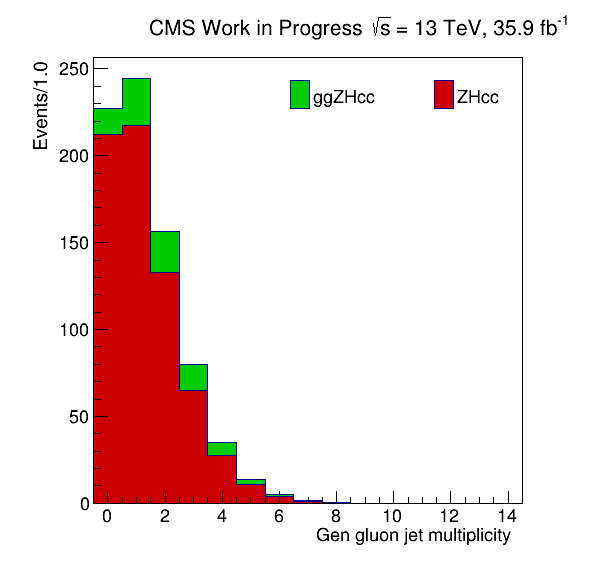 CMS Work in Progress √s = 13 TeV, 35.9 fb⁻¹
Events/1.0
250
200
150
100
50
0
ggZHcc ZHcc
0 2 4 6 8 10 12 14
Gen gluon jet multiplicity